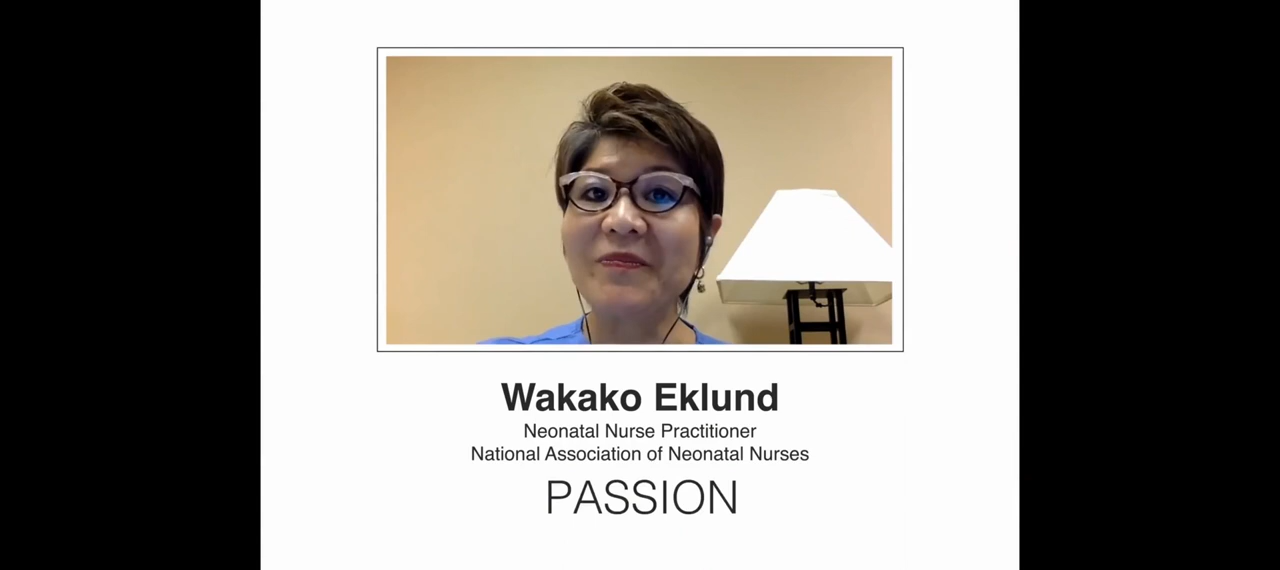 Wakako Eklund
Neonatal Nurse Practitioner
National Association of Neonatal Nurses
PASSION